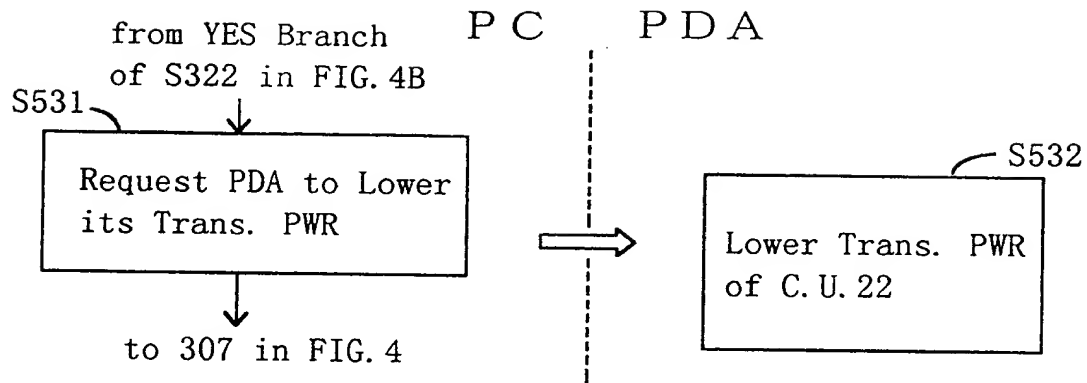 PC PDA
from YES Branch
of S322 in FIG. 4B
S531
Request PDA to Lower
its Trans. PWR
to 307 in FIG. 4
S532
Lower Trans. PWR
of C. U. 22